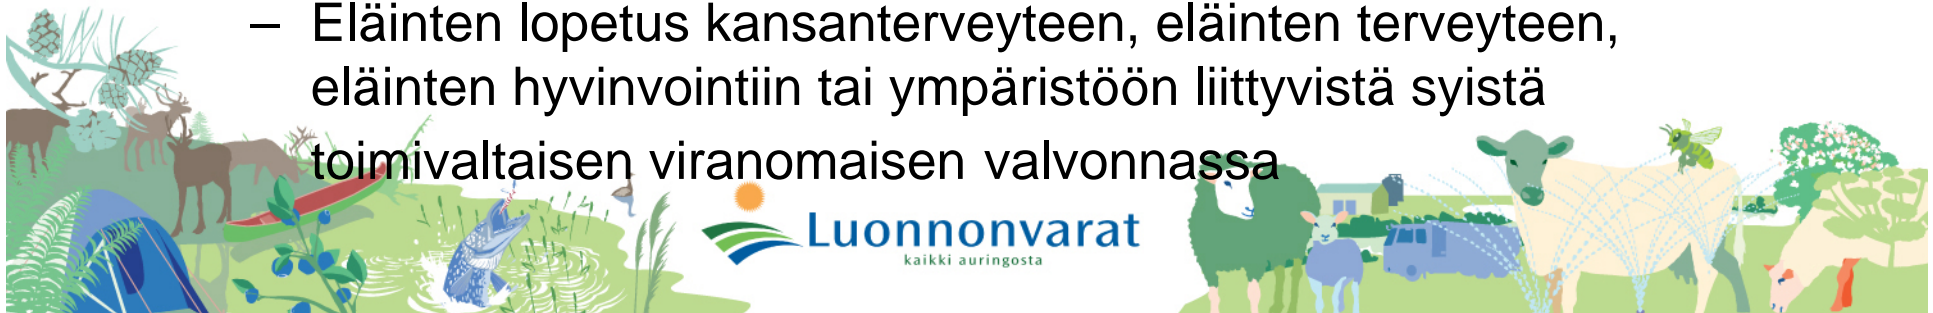 – Eläinten lopetus kansanterveyteen, eläinten terveyteen,
eläinten hyvinvointiin tai ympäristöön liittyvistä syistä
toimivaltaisen viranomaisen valvonnassa
Luonnonvarat
kaikki auringosta